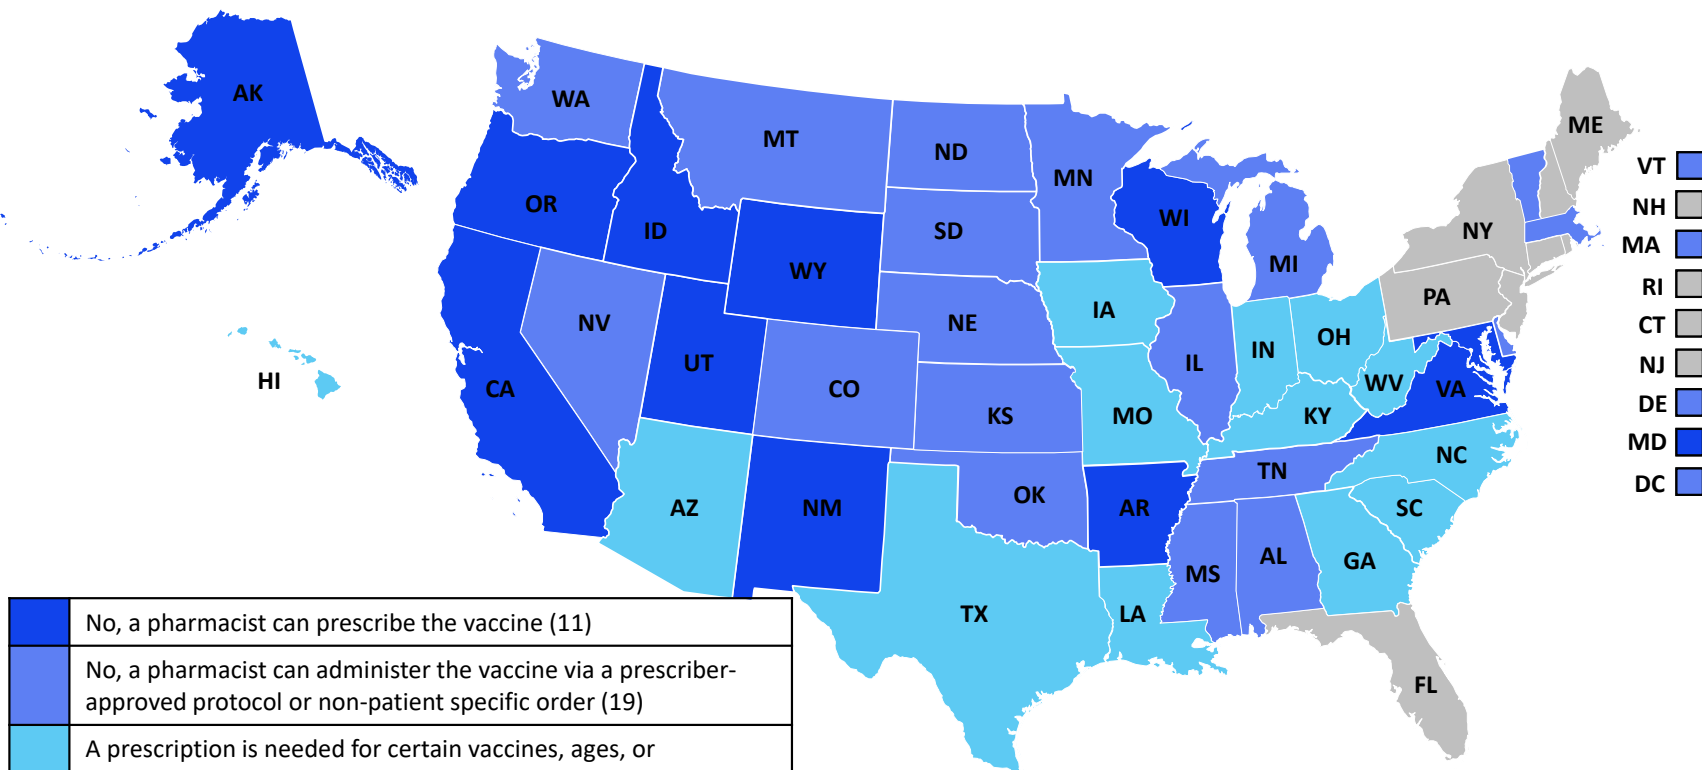 AK
WA
MT
ND
MN
ME
VT
NH
OR
ID
SD
WI
NY
MA
WY
MI
RI
PA
NV
NE
IA
CT
OH
IN
UT
IL
NJ
HI
CA
CO
WV
VA
DE
KS
MO
KY
MD
NC
TN
DC
AZ
NM
OK
AR
SC
MS
AL
GA
TX
LA
FL
No, a pharmacist can prescribe the vaccine (11)
No, a pharmacist can administer the vaccine via a prescriber-
approved protocol or non-patient specific order (19)
A prescription is needed for certain vaccines, ages, or